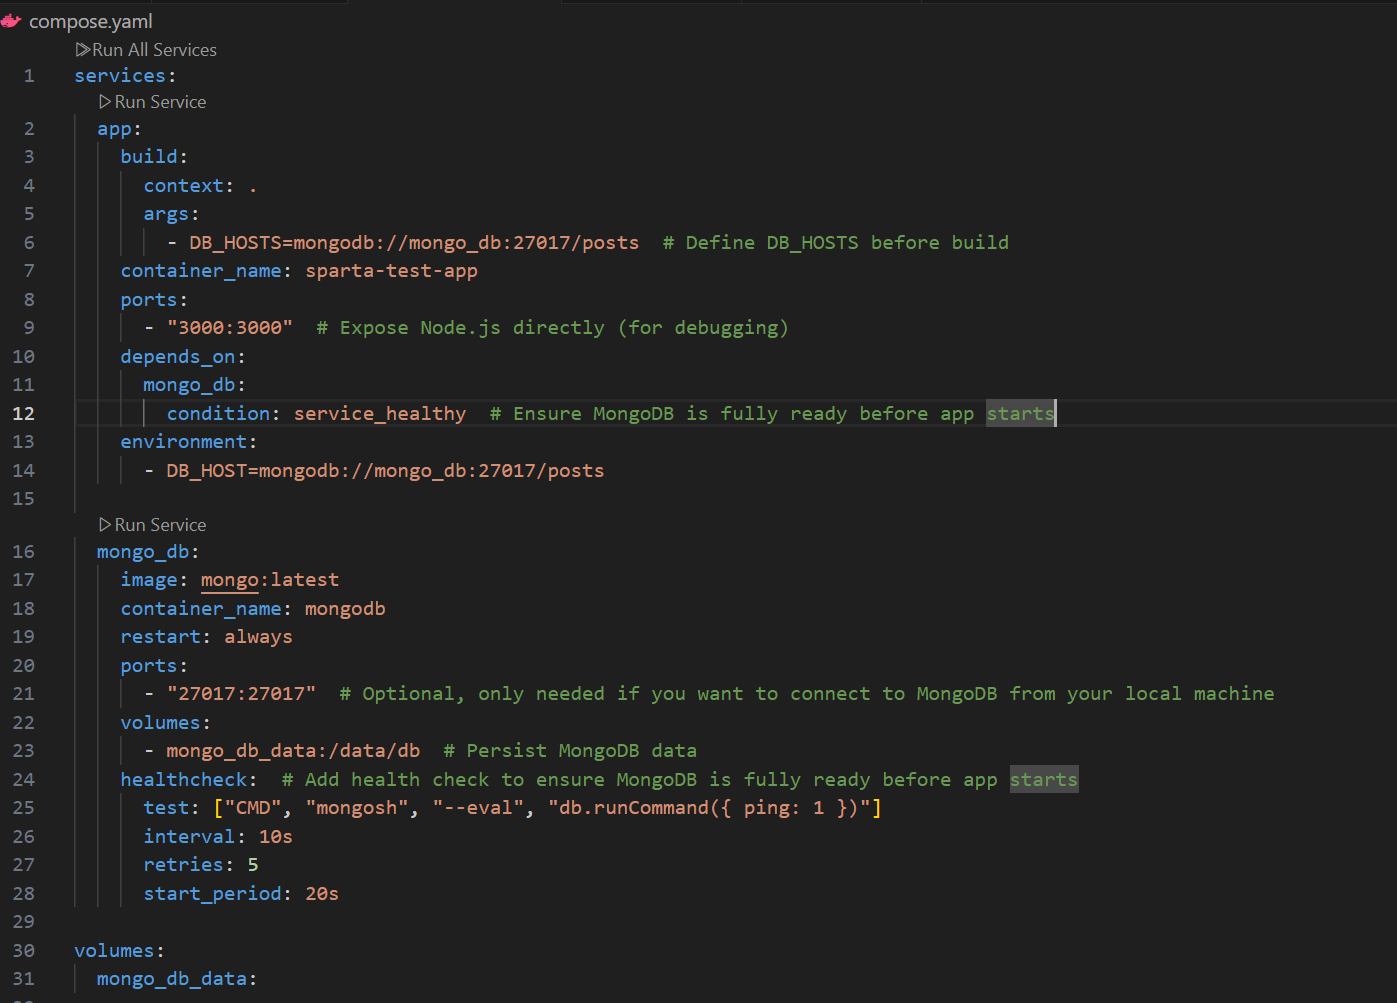 compose.yaml
Run All Services
1 services:
Run Service
2   app:
3     build:
4       context: .
5       args:
6         - DB_HOSTS=mongodb://mongo_db:27017/posts  # Define DB_HOSTS before build
7     container_name: sparta-test-app
8     ports:
9       - "3000:3000"  # Expose Node.js directly (for debugging)
10     depends_on:
11       mongo_db:
12         condition: service_healthy  # Ensure MongoDB is fully ready before app starts
13     environment:
14       - DB_HOST=mongodb://mongo_db:27017/posts
15
Run Service
16   mongo_db:
17     image: mongo:latest
18     container_name: mongodb
19     restart: always
20     ports:
21       - "27017:27017"  # Optional, only needed if you want to connect to MongoDB from your local machine
22     volumes:
23       - mongo_db_data:/data/db  # Persist MongoDB data
24     healthcheck:  # Add health check to ensure MongoDB is fully ready before app starts
25       test: ["CMD", "mongosh", "--eval", "db.runCommand({ ping: 1 })"]
26       interval: 10s
27       retries: 5
28       start_period: 20s
29
30 volumes:
31   mongo_db_data: